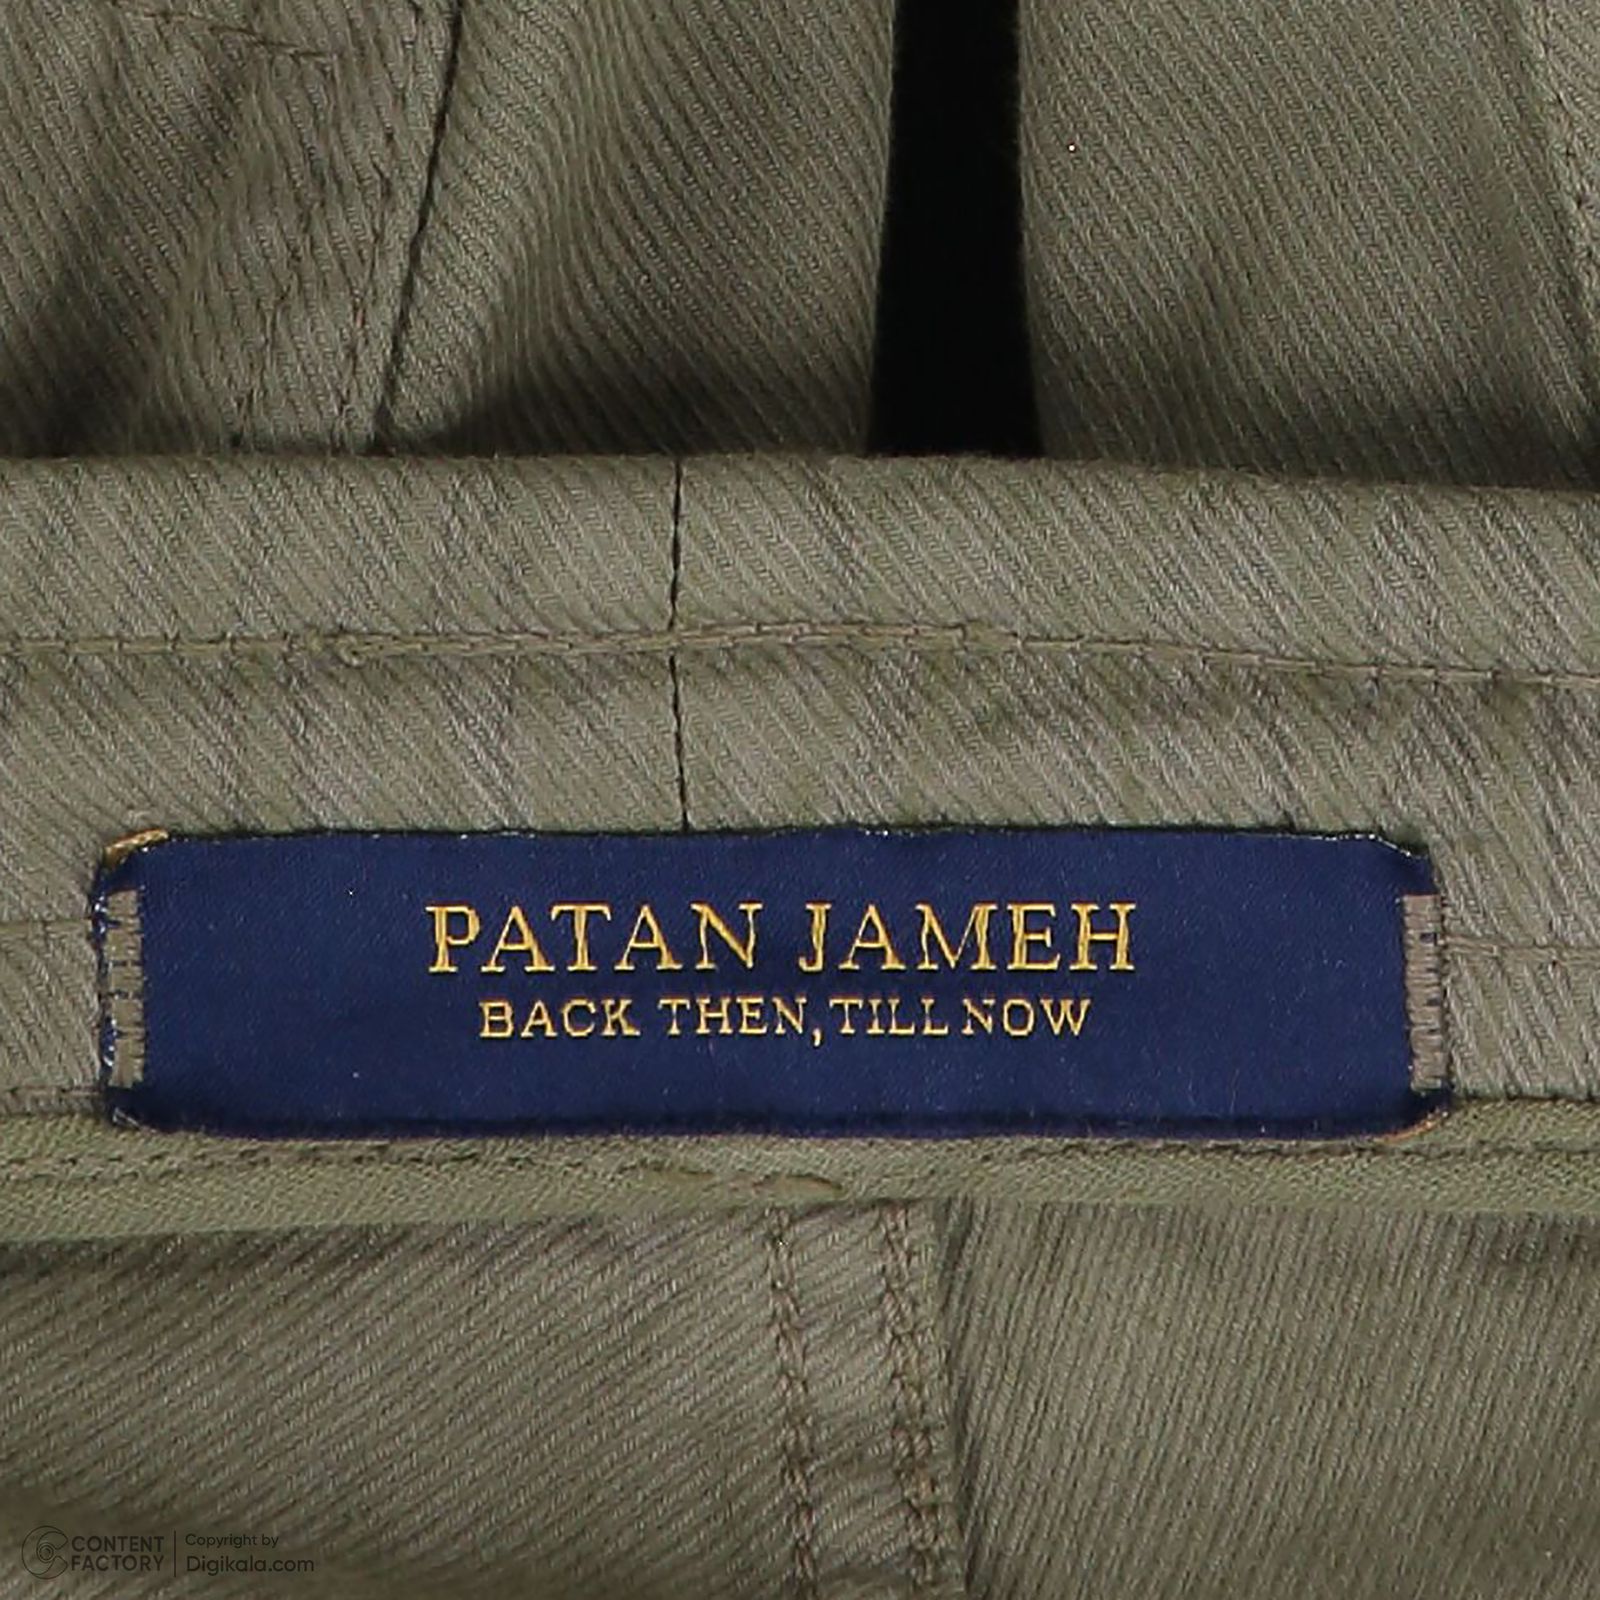 PATAN JAMEH
BACK THEN, TILL NOW
CONTENT FACTORY
Copyright by
Digikala.com